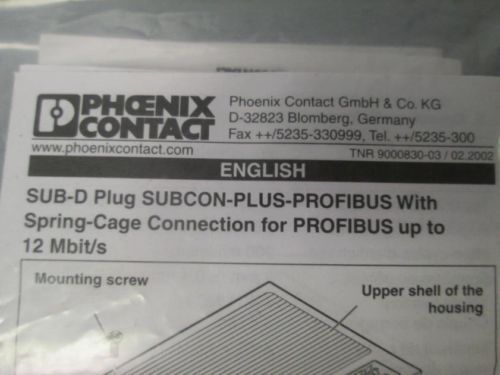 PHŒNIX
CONTACT
Phoenix Contact GmbH & Co. KG
D-32823 Blomberg, Germany
Fax ++/5235-330999, Tel. ++/5235-300
www.phoenixcontact.com
TNR 9000830-03 / 02.2002
ENGLISH
SUB-D Plug SUBCON-PLUS-PROFIBUS With
Spring-Cage Connection for PROFIBUS up to
12 Mbit/s
Mounting screw
Upper shell of the
housing